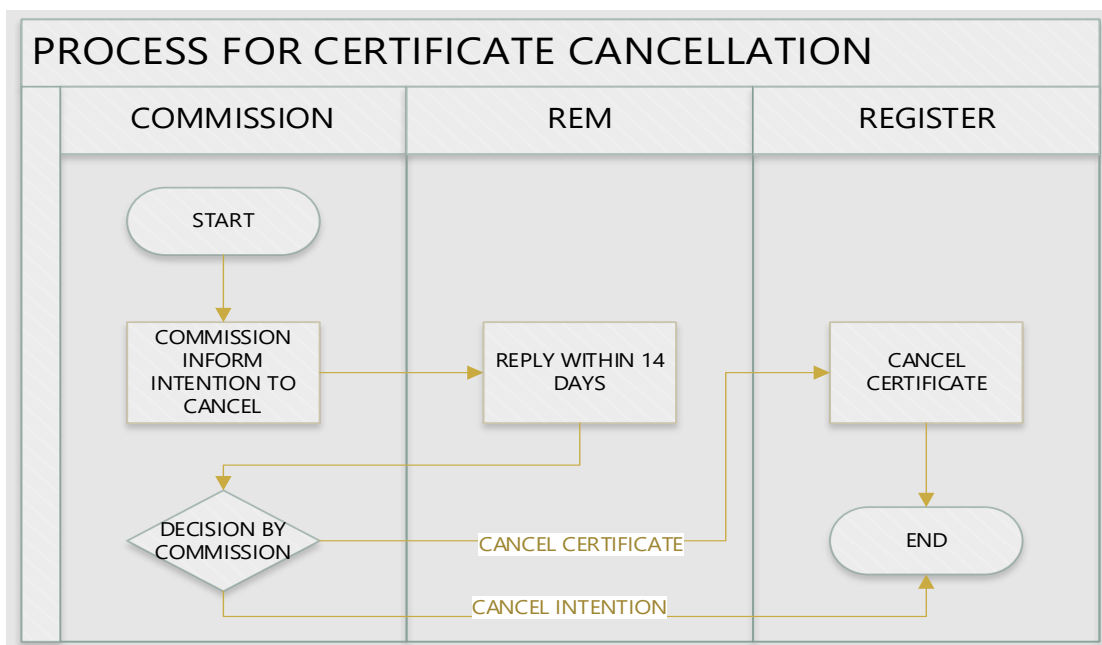 PROCESS FOR CERTIFICATE CANCELLATION
COMMISSION
REM
REGISTER
START
COMMISSION
INFORM
INTENTION TO
CANCEL
REPLY WITHIN 14
DAYS
CANCEL
CERTIFICATE
DECISION BY
COMMISSION
CANCEL CERTIFICATE
END
CANCEL INTENTION